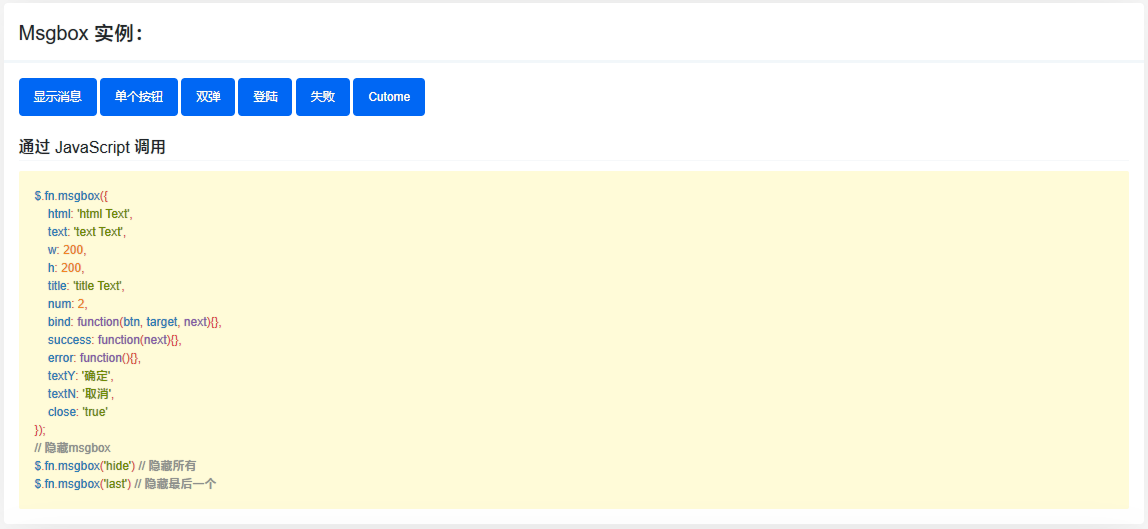 Msgbox 实例：
显示消息 单个按钮 双弹 登陆 失败 Cutome
通过 JavaScript 调用
$.fn.msgbox({
    html: 'html Text',
    text: 'text Text',
    w: 200,
    h: 200,
    title: 'title Text',
    num: 2,
    bind: function(btn, target, next){},
    success: function(next){},
    error: function(){},
    textY: '确定',
    textN: '取消',
    close: 'true'
});
// 隐藏msgbox
$.fn.msgbox('hide') // 隐藏所有
$.fn.msgbox('last') // 隐藏最后一个